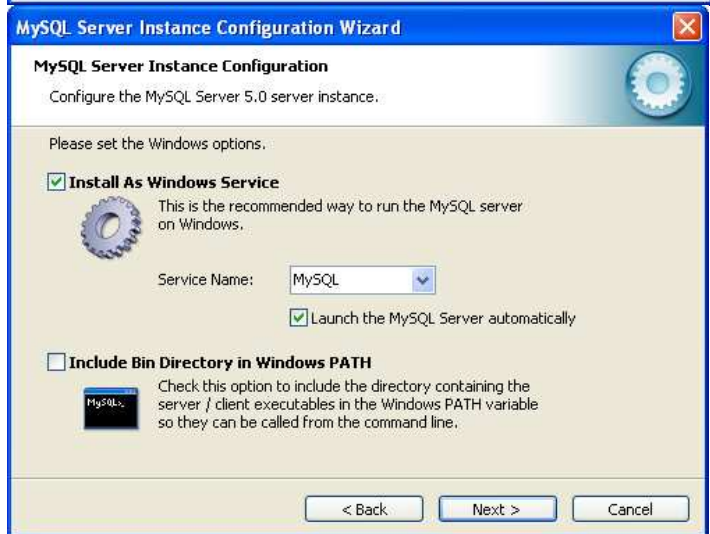 MySQL Server Instance Configuration Wizard
MySQL Server Instance Configuration
Configure the MySQL Server 5.0 server instance.
Please set the Windows options.
Install As Windows Service
This is the recommended way to run the MySQL server
on Windows.
Service Name:
MySQL
Launch the MySQL Server automatically
Include Bin Directory in Windows PATH
MySQL>_
Check this option to include the directory containing the
server / client executables in the Windows PATH variable
so they can be called from the command line.
< Back
Next >
Cancel